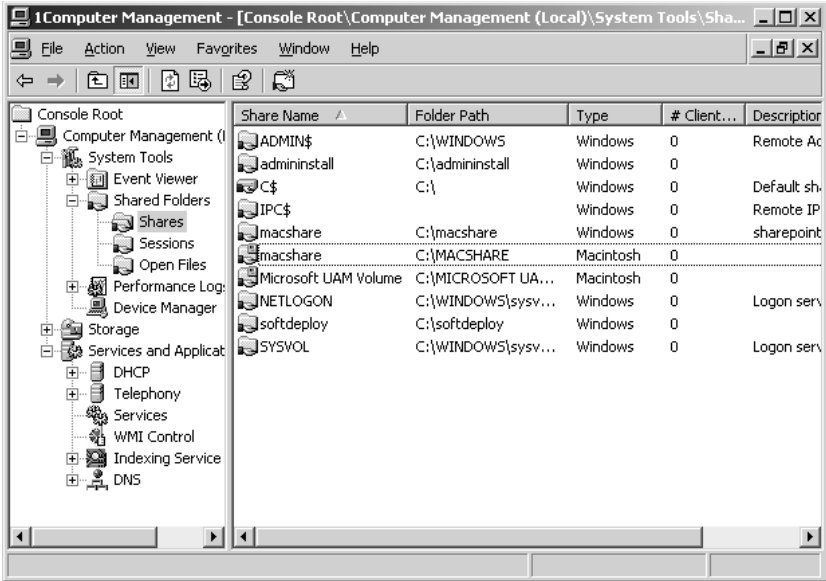 1Computer Management - [Console Root\Computer Management (Local)\System Tools\Sha...
File Action View Favorites Window Help
Console Root
Computer Management (l
System Tools
Event Viewer
Shared Folders
Shares
Sessions
Open Files
Performance Log
Device Manager
Storage
Services and Applicat
DHCP
Telephony
Services
WMI Control
Indexing Service
DNS
Share Name Folder Path Type # Client... Description
ADMIN$ C:\WINDOWS Windows 0 Remote Ad
admininstall C:\admininstall Windows 0
C$ C:\ Windows 0 Default sha
IPC$ Windows 0 Remote IP
macshare C:\macshare Windows 0 sharepoint
macshare C:\MACSHARE Macintosh 0
Microsoft UAM Volume C:\MICROSOFT UA... Macintosh 0
NETLOGON C:\WINDOWS\sysv... Windows 0 Logon serv
softdeploy C:\softdeploy Windows 0
SYSVOL C:\WINDOWS\sysv... Windows 0 Logon serv